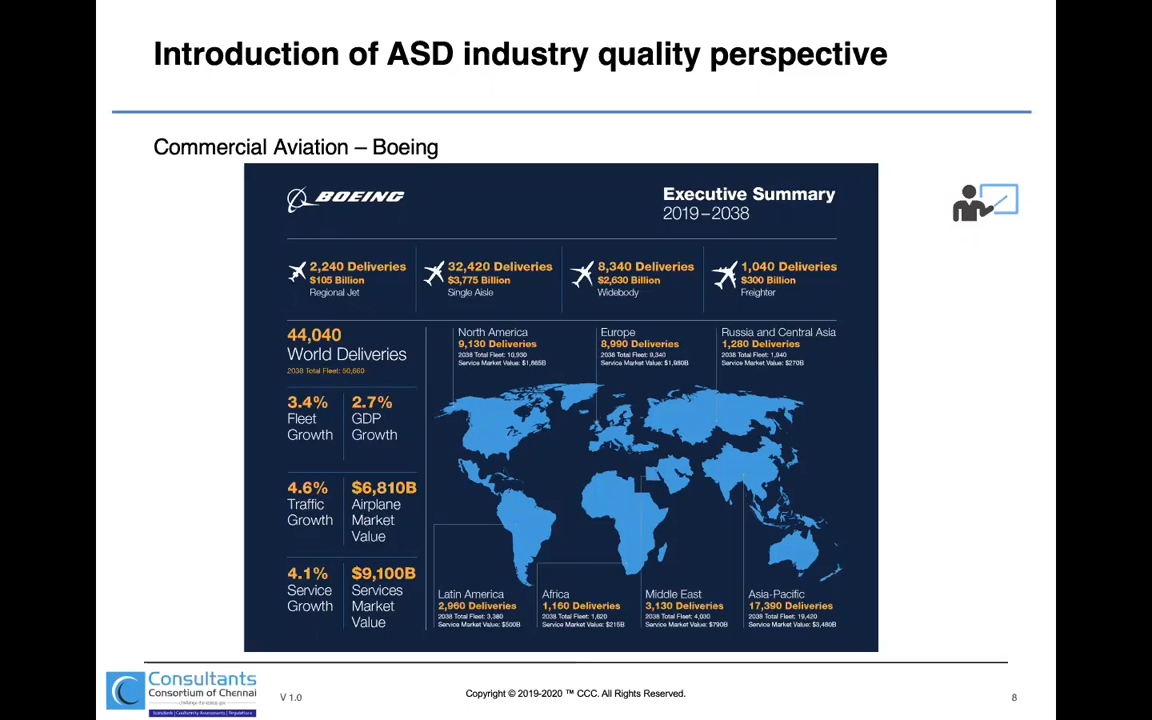 Introduction of ASD industry quality perspective
Commercial Aviation – Boeing
BOEING
Executive Summary
2019–2038
2,240 Deliveries
$105 Billion
Regional Jet
32,420 Deliveries
$3,775 Billion
Single Aisle
8,340 Deliveries
$2,630 Billion
Widebody
1,040 Deliveries
$300 Billion
Freighter
44,040
World Deliveries
2038 Total Fleet: 50,660
3.4%
Fleet
Growth
2.7%
GDP
Growth
4.6%
Traffic
Growth
$6,810B
Airplane
Market
Value
4.1%
Service
Growth
$9,100B
Services
Market
Value
North America
9,130 Deliveries
2038 Total Fleet: 10,930
Service Market Value: $1,865B
Europe
8,990 Deliveries
2038 Total Fleet: 9,340
Service Market Value: $1,980B
Russia and Central Asia
1,280 Deliveries
2038 Total Fleet: 1,940
Service Market Value: $270B
Latin America
2,960 Deliveries
2038 Total Fleet: 3,380
Service Market Value: $500B
Africa
1,160 Deliveries
2038 Total Fleet: 1,620
Service Market Value: $215B
Middle East
3,130 Deliveries
2038 Total Fleet: 4,030
Service Market Value: $790B
Asia-Pacific
17,390 Deliveries
2038 Total Fleet: 19,420
Service Market Value: $3,480B
Consultants
Consortium of Chennai
Standards | Conformity Assessments | Regulations
V 1.0
Copyright © 2019-2020 ™ CCC. All Rights Reserved.
8